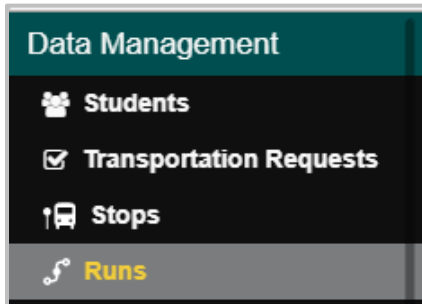 Data Management
Students
Transportation Requests
Stops
Runs